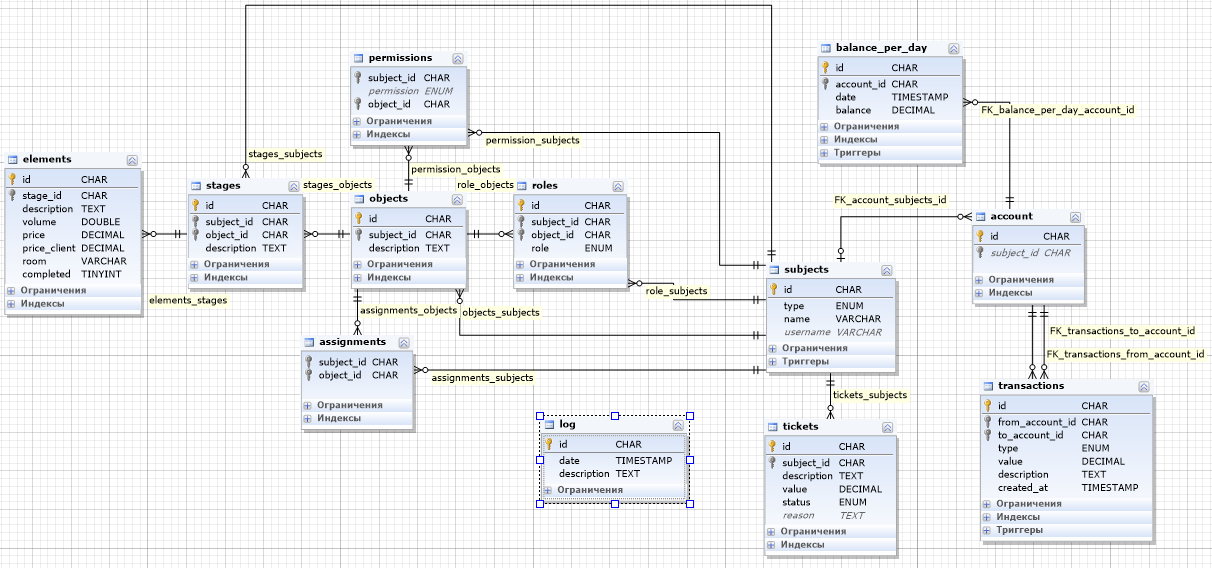 permissions
subject_id CHAR
permission ENUM
object_id CHAR
Ограничения
Индексы
balance_per_day
id CHAR
account_id CHAR
date TIMESTAMP
balance DECIMAL
Ограничения
Индексы
Триггеры
FK_balance_per_day_account_id
permission_subjects
permission_objects
stages_subjects
elements
id CHAR
stage_id CHAR
description TEXT
volume DOUBLE
price DECIMAL
price_client DECIMAL
room VARCHAR
completed TINYINT
Ограничения
Индексы
elements_stages
stages
id CHAR
subject_id CHAR
object_id CHAR
description TEXT
Ограничения
Индексы
stages_objects
objects
id CHAR
subject_id CHAR
description TEXT
Ограничения
Индексы
role_objects
roles
id CHAR
subject_id CHAR
object_id CHAR
role ENUM
Ограничения
Индексы
role_subjects
FK_account_subjects_id
account
id CHAR
subject_id CHAR
Ограничения
Индексы
subjects
id CHAR
type ENUM
name VARCHAR
username VARCHAR
Ограничения
Триггеры
assignments_objects
objects_subjects
assignments
subject_id CHAR
object_id CHAR
Ограничения
Индексы
assignments_subjects
FK_transactions_to_account_id
FK_transactions_from_account_id
tickets_subjects
log
id CHAR
date TIMESTAMP
description TEXT
Ограничения
tickets
id CHAR
subject_id CHAR
description TEXT
value DECIMAL
status ENUM
reason TEXT
Ограничения
Индексы
transactions
id CHAR
from_account_id CHAR
to_account_id CHAR
type ENUM
value DECIMAL
description TEXT
created_at TIMESTAMP
Ограничения
Индексы
Триггеры